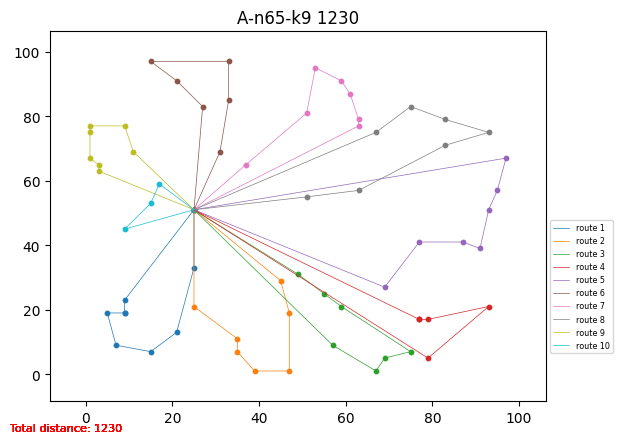 A-n65-k9 1230
100
80
60
40
20
0
0 20 40 60 80 100
route 1
route 2
route 3
route 4
route 5
route 6
route 7
route 8
route 9
route 10
Total distance: 1230